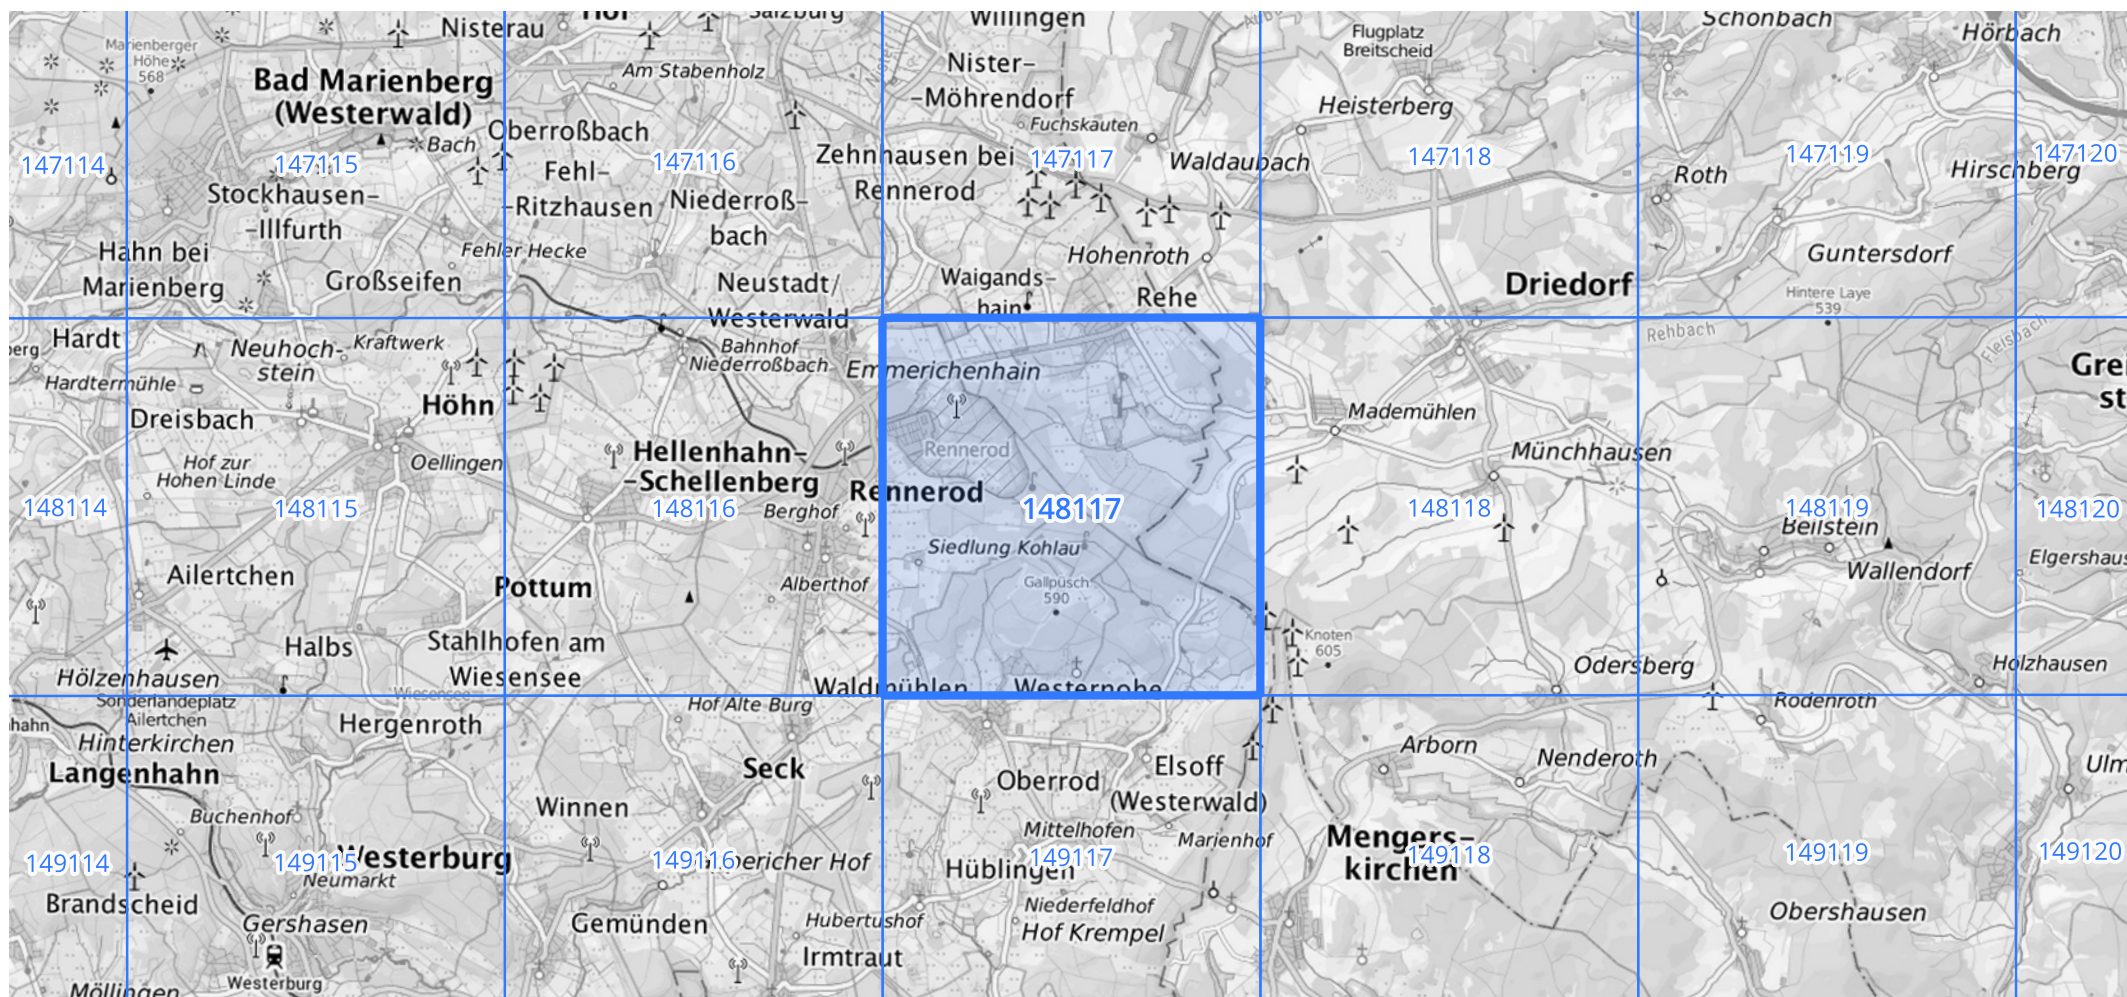 Nisterau
Salzburg
Willingen
Flugplatz
Breitscheid
Schönbach
Hörbach
Marienberger
Höhe
568
Bad Marienberg
(Westerwald)
Am Stabenholz
Nister-
-Möhrendorf
Fuchskauten
Heisterberg
Oberroßbach
Bach
147114
147115
147116
147117
147118
147119
147120
Zehnhausen bei
Rennerod
Waldaubach
Roth
Hirschberg
Fehl-
-Ritzhausen
Stockhausen-
-Illfurth
Niederroß-
bach
Hahn bei
Marienberg
Fehler Hecke
Großseifen
Neustadt/
Westerwald
Hohenroth
Waigands-
hain
Rehe
Driedorf
Guntersdorf
Hintere Laye
539
Hardt
Neuhoch-
stein
Kraftwerk
Bahnhof
Niederroßbach
Emmerichenhain
Rehbach
Fleisbach
Hardtermühle
Dreisbach
Höhn
Mademühlen
Hof zur
Hohen Linde
Oellingen
Hellenhahn-
-Schellenberg
Rennerod
Rennerod
Münchhausen
Berghof
148114
148115
148116
148117
148118
148119
148120
Beilstein
Siedlung Kohlau
Gallpüsch
590
Ailertchen
Pottum
Alberthof
Wallendorf
Halbs
Stahlhofen am
Wiesensee
Knoten
605
Odersberg
Holzhausen
Hölzenhausen
Waldmühlen
Westernohe
Sonderlandeplatz
Ailertchen
Wiesensee
Hof Alte Burg
Rodenroth
hahn
Hinterkirchen
Hergenroth
Langenhahn
Seck
Oberrod
Elsoff
(Westerwald)
Arborn
Nenderoth
Buchenhof
Winnen
Mittelhofen
Marienhof
Mengers-
kirchen
149114
149115
149116
149117
149118
149119
149120
Westerburg
Neumarkt
ericher Hof
Hüblingen
Brandscheid
Gershasen
Gemünden
Hubertushof
Niederfeldhof
Hof Krempel
Obershausen
Irmtraut
Westerburg
Möllingen